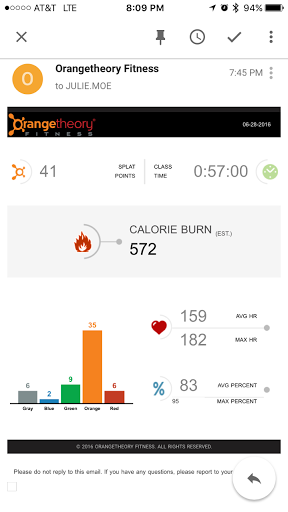 AT&T LTE 8:09 PM 94%
Orangetheory Fitness
to JULIE.MOE
7:45 PM
O
Orangetheory®
FITNESS
06-28-2016
41 SPLAT POINTS
CLASS TIME 0:57:00
CALORIE BURN (EST.)
572
159 AVG HR
182 MAX HR
35
9
6
2
6
Gray Blue Green Orange Red
% 83 AVG PERCENT
95 MAX PERCENT
© 2016 ORANGETHEORY FITNESS. ALL RIGHTS RESERVED.
Please do not reply to this email. If you have any questions, please report to your